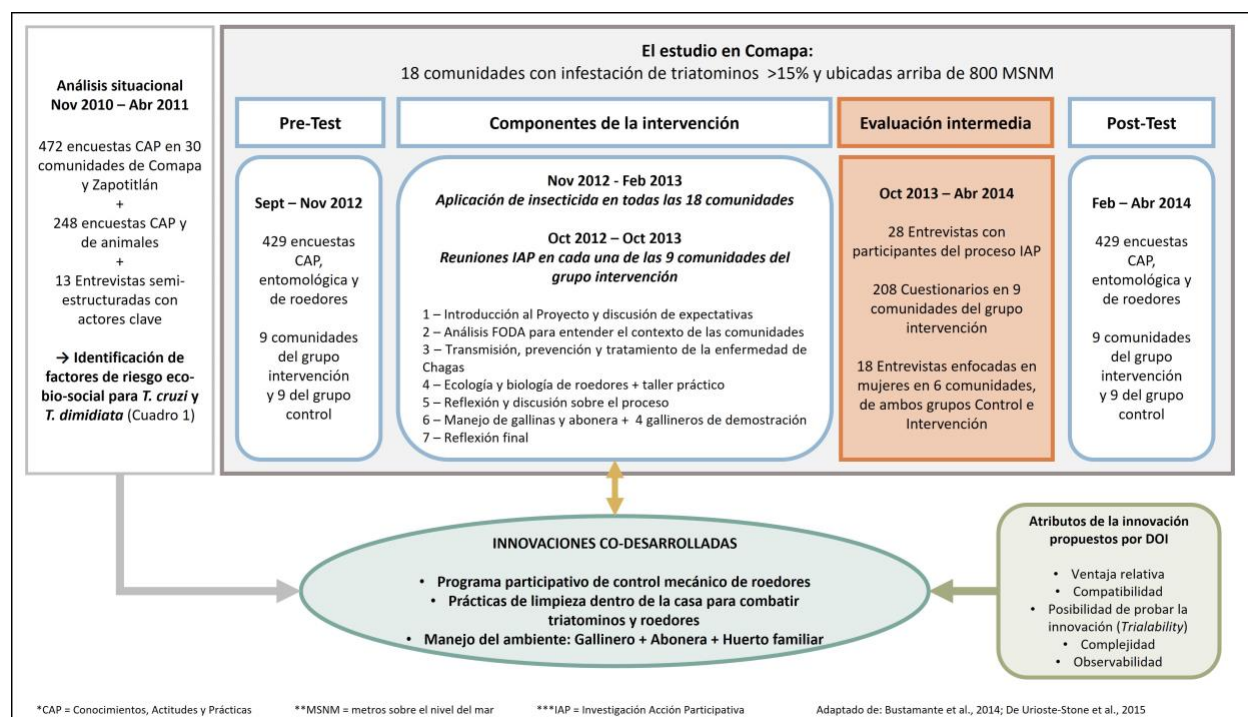 Análisis situacional
Nov 2010 – Abr 2011
472 encuestas CAP en 30
comunidades de Comapa
y Zapotitlán
+
248 encuestas CAP y
de animales
+
13 Entrevistas semi-
estructuradas con
actores clave
→ Identificación de
factores de riesgo eco-
bio-social para T. cruzi y
T. dimidiata (Cuadro 1)
El estudio en Comapa:
18 comunidades con infestación de triatominos >15% y ubicadas arriba de 800 MSNM
Pre-Test
Sept – Nov 2012
429 encuestas
CAP,
entomológica y
de roedores
9 comunidades
del grupo
intervención
y 9 del grupo
control
Componentes de la intervención
Nov 2012 - Feb 2013
Aplicación de insecticida en todas las 18 comunidades
Oct 2012 – Oct 2013
Reuniones IAP en cada una de las 9 comunidades del
grupo intervención
1 – Introducción al Proyecto y discusión de expectativas
2 – Análisis FODA para entender el contexto de las comunidades
3 – Transmisión, prevención y tratamiento de la enfermedad de
Chagas
4 – Ecología y biología de roedores + taller práctico
5 – Reflexión y discusión sobre el proceso
6 – Manejo de gallinas y abonera + 4 gallineros de demostración
7 – Reflexión final
Evaluación intermedia
Oct 2013 – Abr 2014
28 Entrevistas con
participantes del proceso IAP
208 Cuestionarios en 9
comunidades del grupo
intervención
18 Entrevistas enfocadas en
mujeres en 6 comunidades,
de ambos grupos Control e
Intervención
Post-Test
Feb – Abr 2014
429 encuestas
CAP,
entomológica y
de roedores
9 comunidades
del grupo
intervención y 9
del grupo
control
INNOVACIONES CO-DESARROLLADAS
• Programa participativo de control mecánico de roedores
• Prácticas de limpieza dentro de la casa para combatir
triatominos y roedores
• Manejo del ambiente: Gallinero + Abonera + Huerto familiar
Atributos de la innovación
propuestos por DOI
• Ventaja relativa
• Compatibilidad
• Posibilidad de probar la
innovación (Trialability)
• Complejidad
• Observabilidad
*CAP = Conocimientos, Actitudes y Prácticas **MSNM = metros sobre el nivel del mar ***IAP = Investigación Acción Participativa Adaptado de: Bustamante et al., 2014; De Urioste-Stone et al., 2015